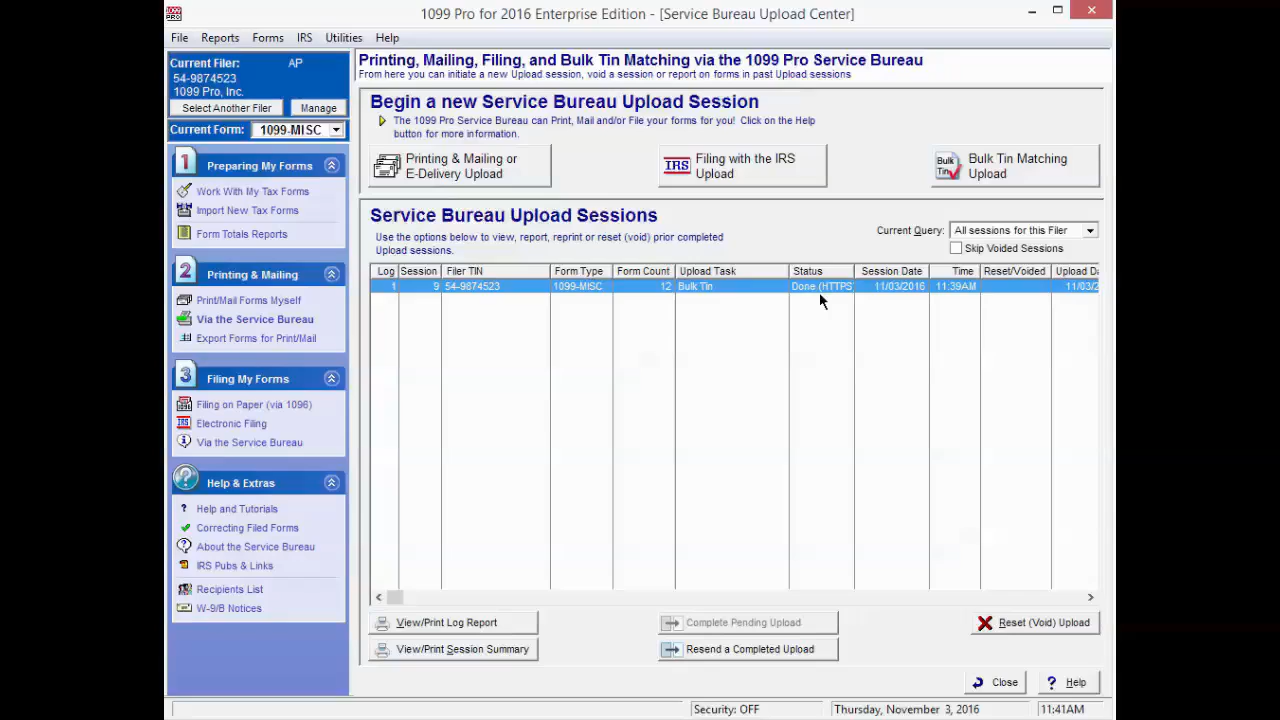 1099 Pro for 2016 Enterprise Edition - [Service Bureau Upload Center]
File Reports Forms IRS Utilities Help
Current Filer: AP
54-9874523
1099 Pro, Inc.
Select Another Filer Manage
Current Form: 1099-MISC
1 Preparing My Forms
Work With My Tax Forms
Import New Tax Forms
Form Totals Reports
2 Printing & Mailing
Print/Mail Forms Myself
Via the Service Bureau
Export Forms for Print/Mail
3 Filing My Forms
Filing on Paper (via 1096)
IRS Electronic Filing
Via the Service Bureau
? Help & Extras
? Help and Tutorials
Correcting Filed Forms
About the Service Bureau
IRS Pubs & Links
Recipients List
W-9/B Notices
Printing, Mailing, Filing, and Bulk Tin Matching via the 1099 Pro Service Bureau
From here you can initiate a new Upload session, void a session or report on forms in past Upload sessions
Begin a new Service Bureau Upload Session
The 1099 Pro Service Bureau can Print, Mail and/or File your forms for you! Click on the Help
button for more information.
Printing & Mailing or
E-Delivery Upload
IRS Filing with the IRS
Upload
Bulk Tin Bulk Tin Matching
Upload
Service Bureau Upload Sessions
Use the options below to view, report, reprint or reset (void) prior completed
Upload sessions.
Current Query: All sessions for this Filer
Skip Voided Sessions
Log Session Filer TIN Form Type Form Count Upload Task Status Session Date Time Reset/Voided Upload Da
1 9 54-9874523 1099-MISC 12 Bulk Tin Done (HTTPS 11/03/2016 11:39AM 11/03/2
View/Print Log Report Complete Pending Upload Reset (Void) Upload
View/Print Session Summary Resend a Completed Upload
Close ? Help
Security: OFF Thursday, November 3, 2016 11:41AM